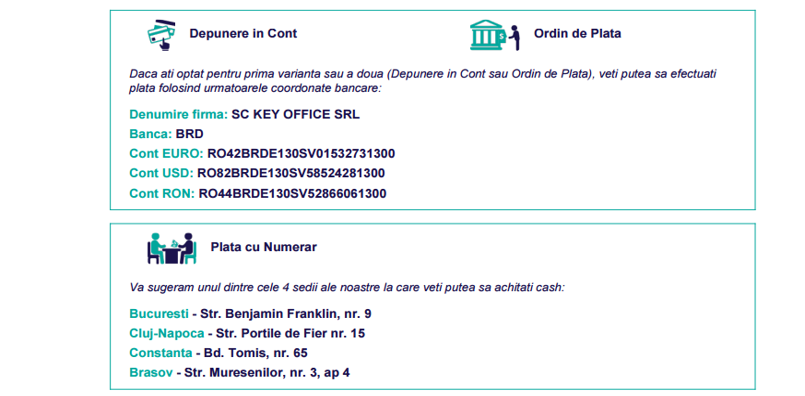 Depunere in Cont
Ordin de Plata
Daca ati optat pentru prima varianta sau a doua (Depunere in Cont sau Ordin de Plata), veti putea sa efectuati
plata folosind urmatoarele coordonate bancare:
Denumire firma: SC KEY OFFICE SRL
Banca: BRD
Cont EURO: RO42BRDE130SV01532731300
Cont USD: RO82BRDE130SV58524281300
Cont RON: RO44BRDE130SV52866061300
Plata cu Numerar
Va sugeram unul dintre cele 4 sedii ale noastre la care veti putea sa achitati cash:
Bucuresti - Str. Benjamin Franklin, nr. 9
Cluj-Napoca - Str. Portile de Fier nr. 15
Constanta - Bd. Tomis, nr. 65
Brasov - Str. Muresenilor, nr. 3, ap 4